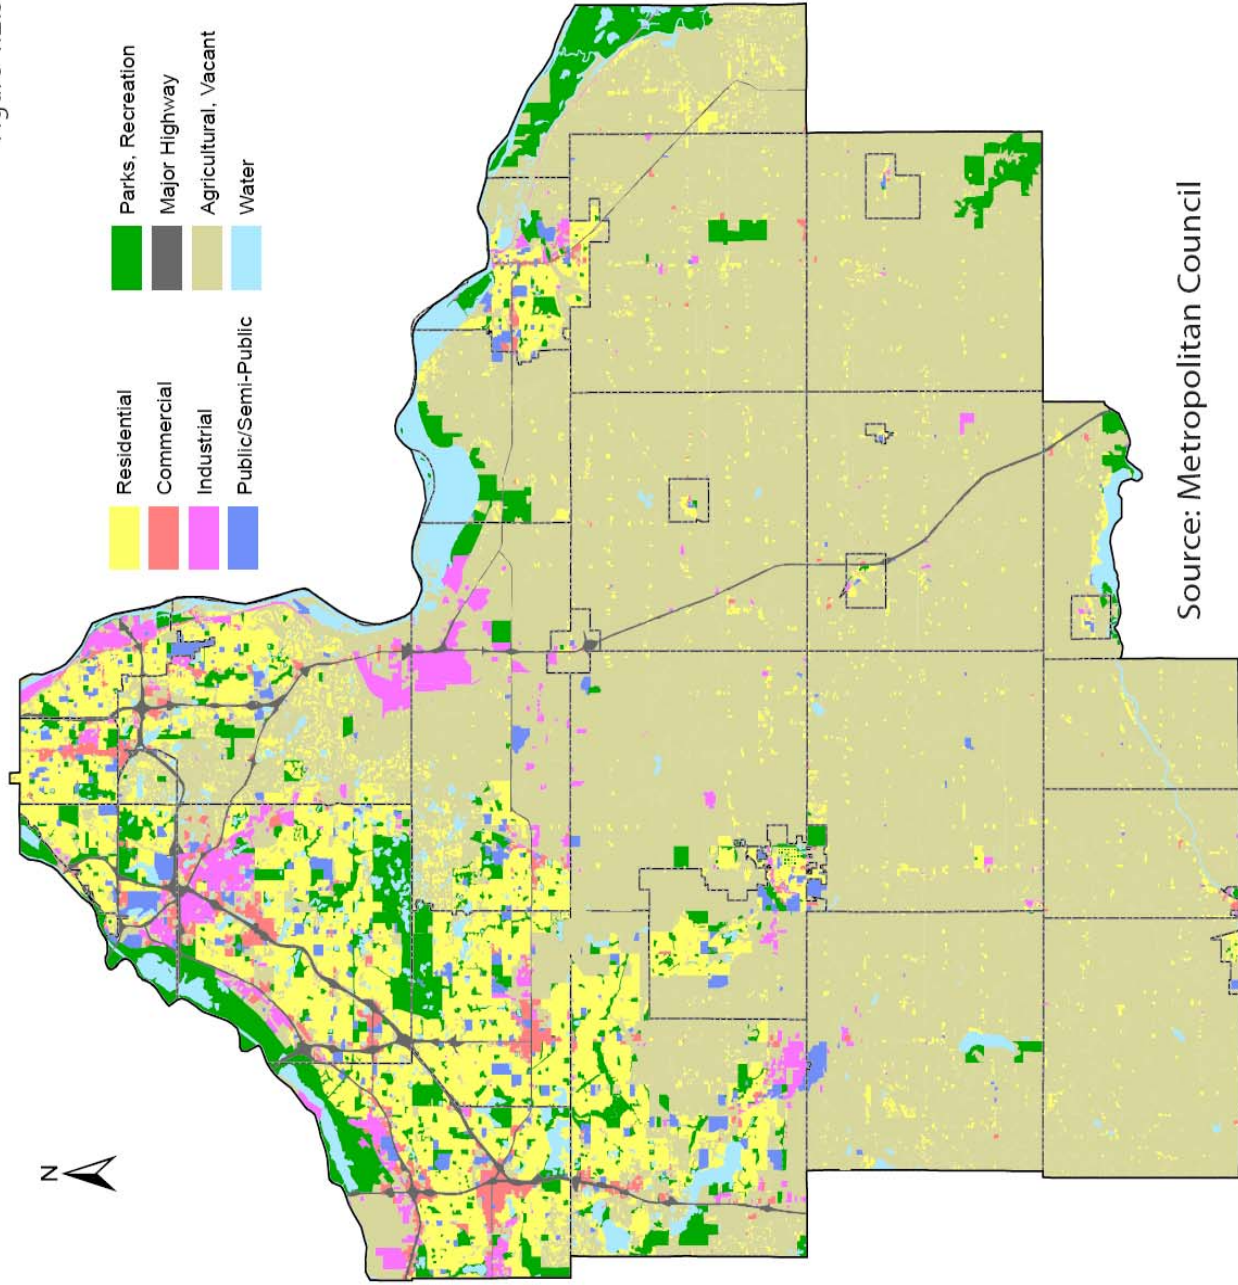 N
Residential
Commercial
Industrial
Public/Semi-Public
Parks, Recreation
Major Highway
Agricultural, Vacant
Water
Source: Metropolitan Council